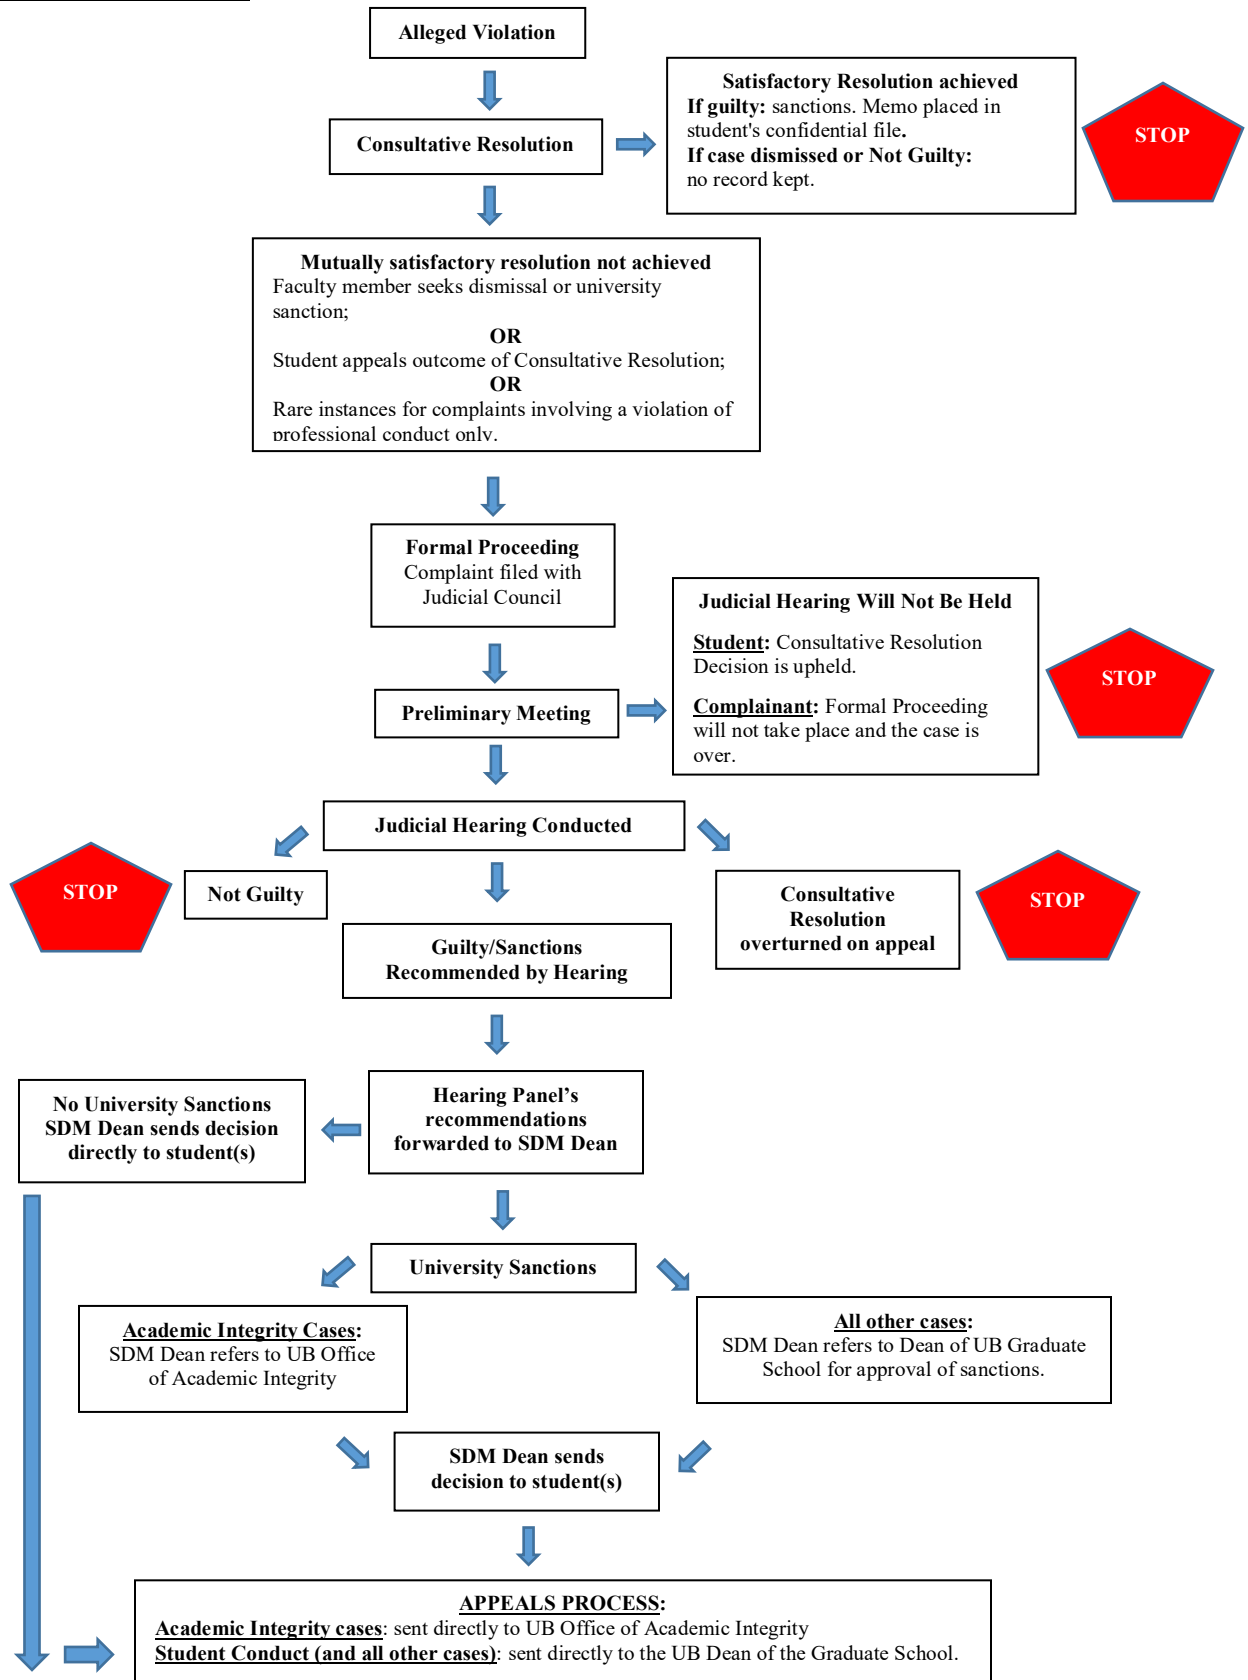 Alleged Violation
Satisfactory Resolution achieved
If guilty: sanctions. Memo placed in
student's confidential file.
If case dismissed or Not Guilty:
no record kept.
STOP
Consultative Resolution
Mutually satisfactory resolution not achieved
Faculty member seeks dismissal or university
sanction;
OR
Student appeals outcome of Consultative Resolution;
OR
Rare instances for complaints involving a violation of
professional conduct only.
Formal Proceeding
Complaint filed with
Judicial Council
Judicial Hearing Will Not Be Held
Student: Consultative Resolution
Decision is upheld.
Complainant: Formal Proceeding
will not take place and the case is
over.
STOP
Preliminary Meeting
Judicial Hearing Conducted
STOP
Not Guilty
Consultative
Resolution
overturned on appeal
STOP
Guilty/Sanctions
Recommended by Hearing
Hearing Panel’s
recommendations
forwarded to SDM Dean
No University Sanctions
SDM Dean sends decision
directly to student(s)
University Sanctions
Academic Integrity Cases:
SDM Dean refers to UB Office
of Academic Integrity
All other cases:
SDM Dean refers to Dean of UB Graduate
School for approval of sanctions.
SDM Dean sends
decision to student(s)
APPEALS PROCESS:
Academic Integrity cases: sent directly to UB Office of Academic Integrity
Student Conduct (and all other cases): sent directly to the UB Dean of the Graduate School.